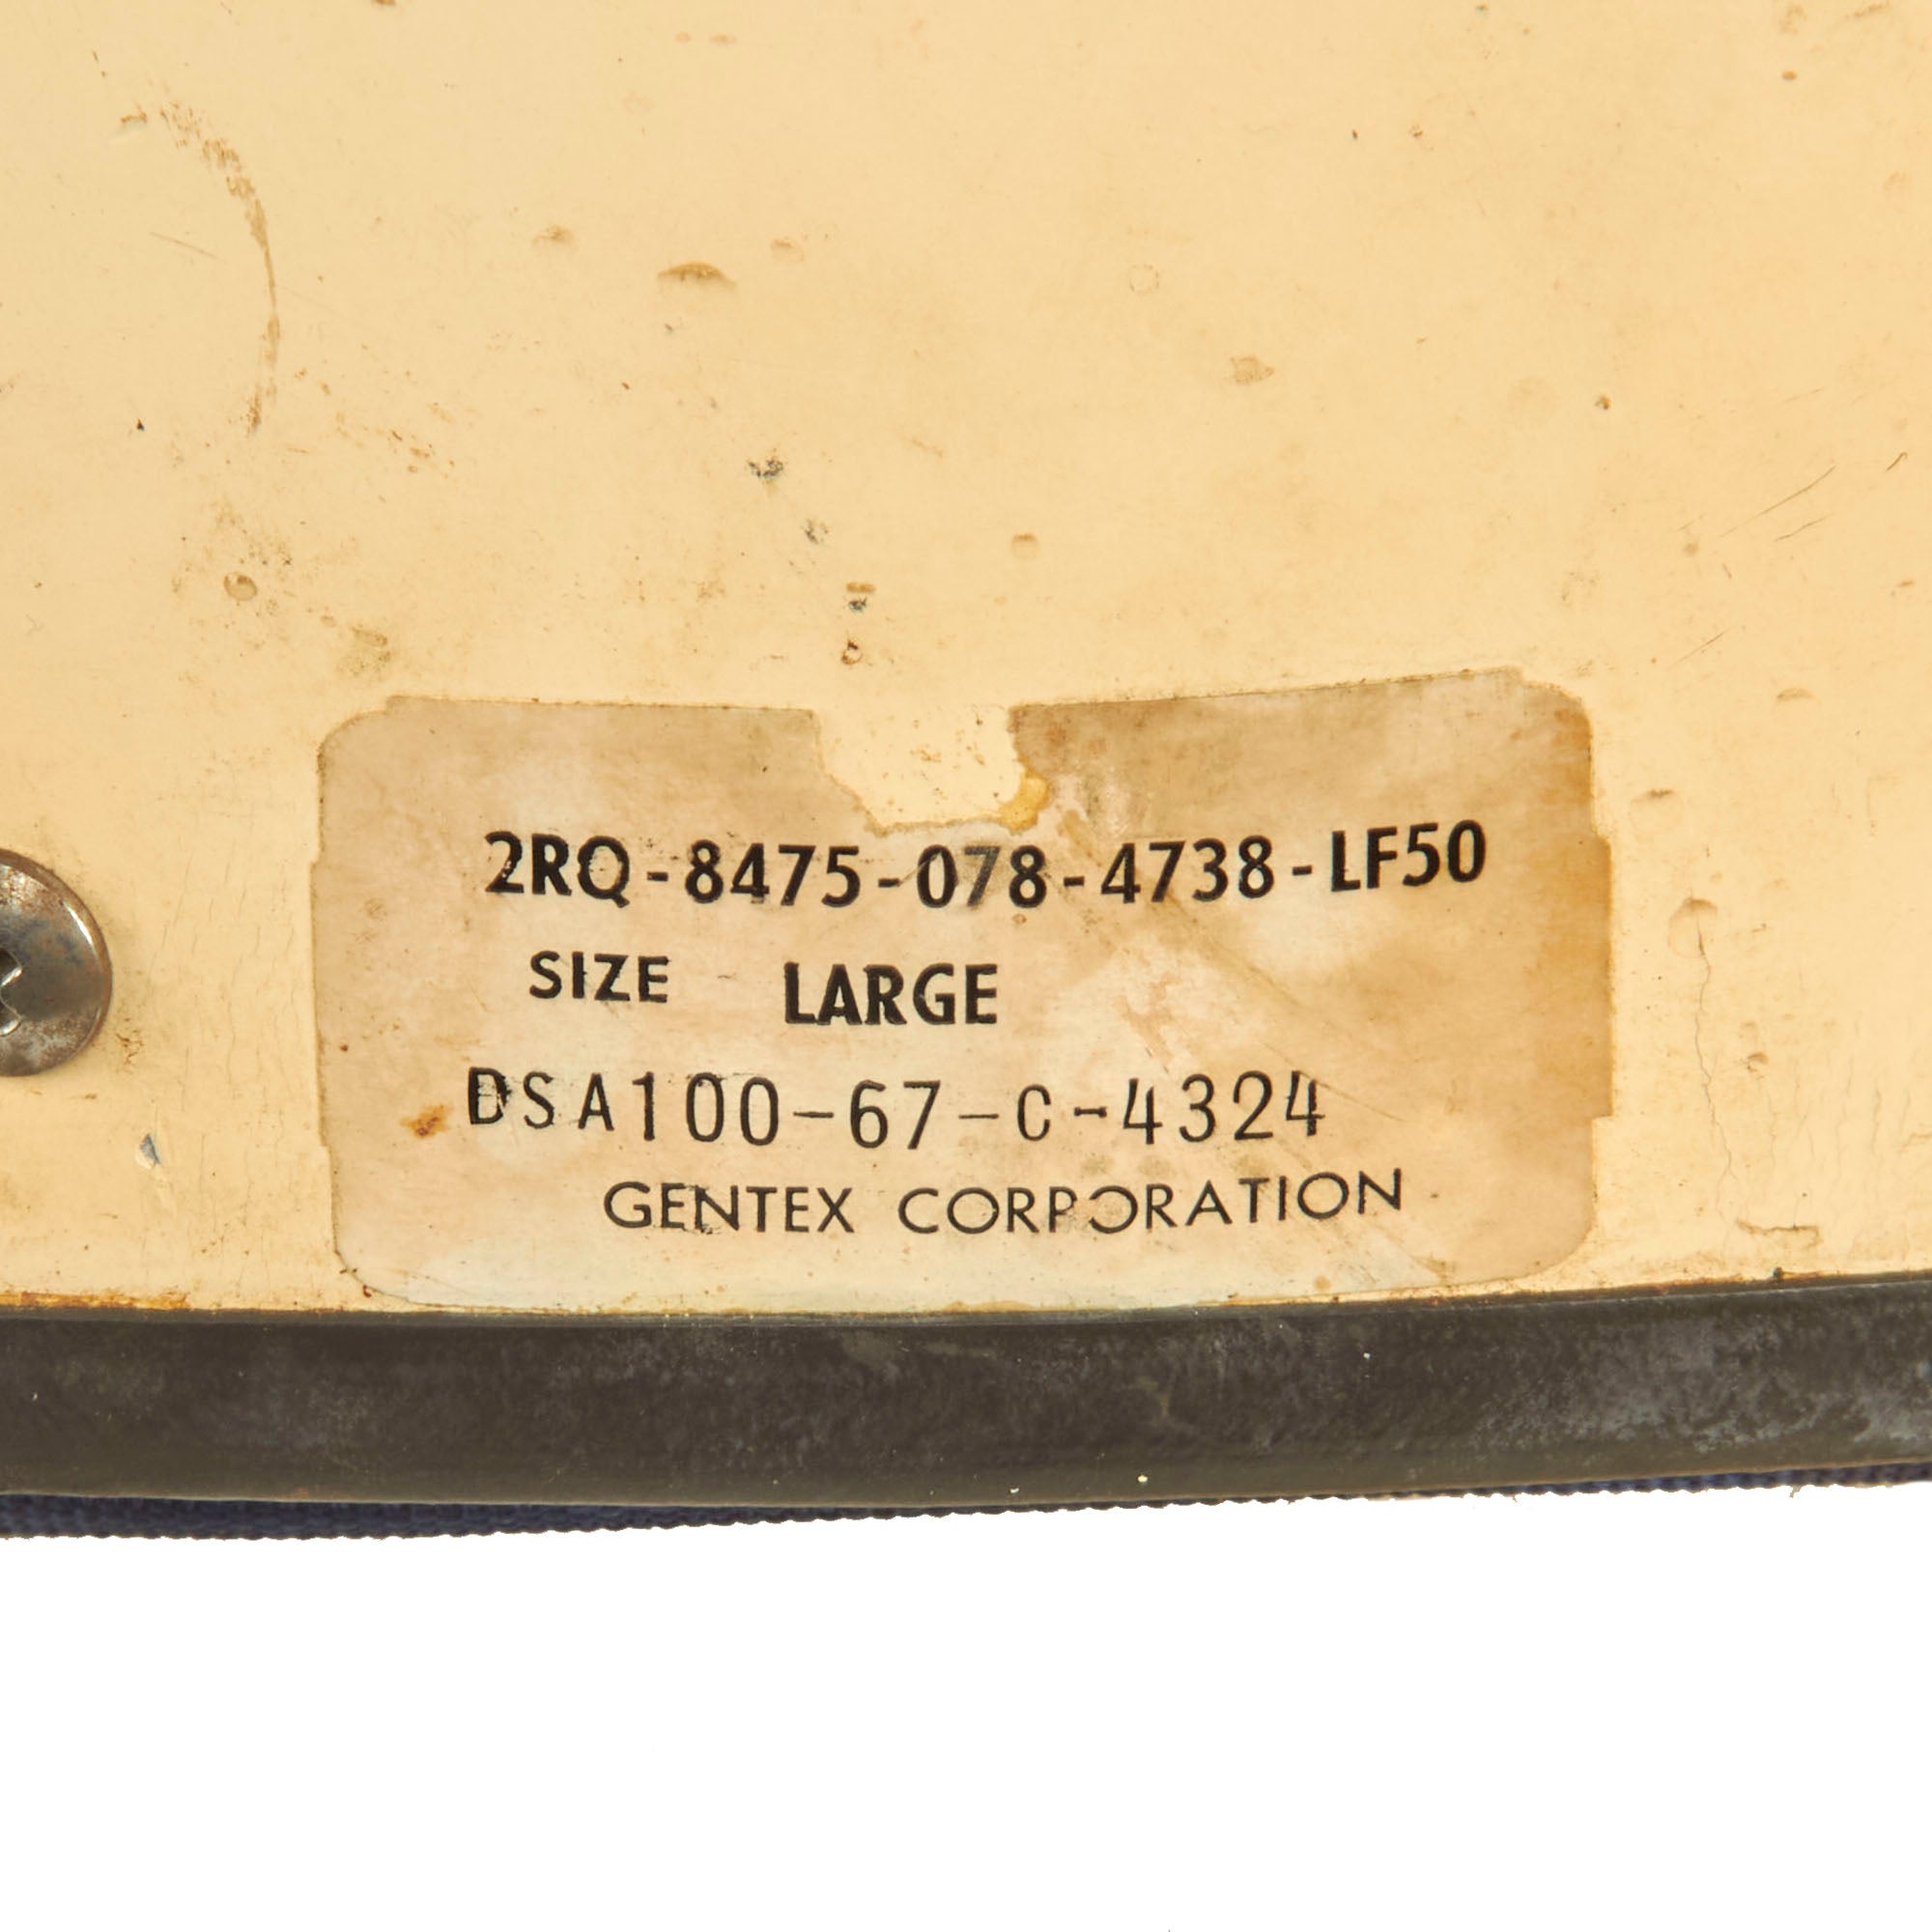 2RQ-8475-078-4738-LF50
SIZE LARGE
DSA100-67-C-4324
GENTEX CORPORATION